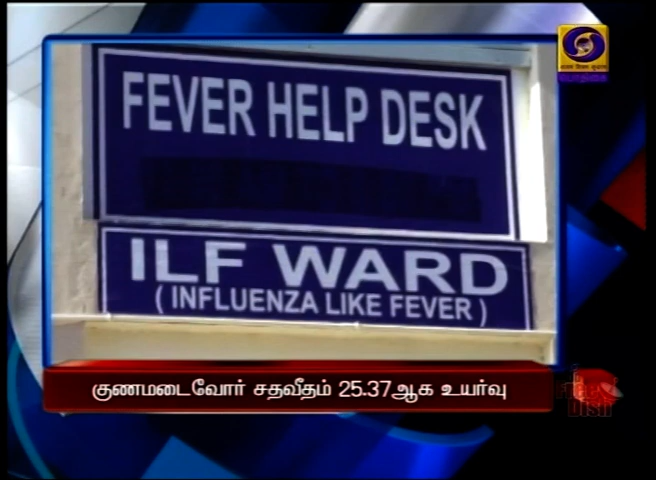 FEVER HELP DESK
ILF WARD
( INFLUENZA LIKE FEVER )
குணமடைவோர் சதவீதம் 25.37ஆக உயர்வு
பொதிகை